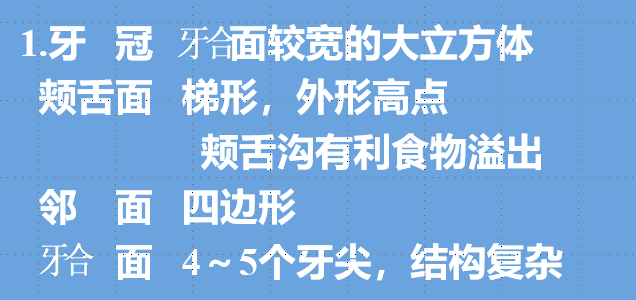 1.牙 冠 牙合面较宽的大立方体
颊舌面 梯形，外形高点
颊舌沟有利食物溢出
邻 面 四边形
牙合 面 4～5个牙尖，结构复杂